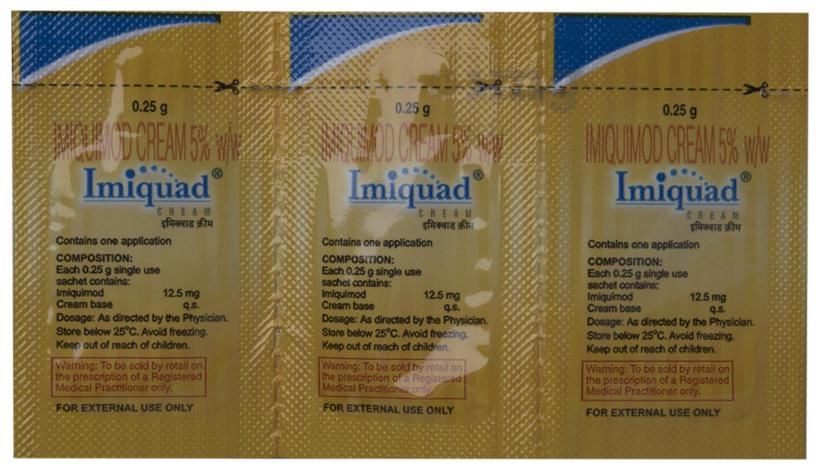 0.25 g
IMIQUIMOD CREAM 5% w/w
Imiquad®
CREAM
इमिक्वाड क्रीम
Contains one application
COMPOSITION:
Each 0.25 g single use
sachet contains:
Imiquimod 12.5 mg
Cream base q.s.
Dosage: As directed by the Physician.
Store below 25°C. Avoid freezing.
Keep out of reach of children.
Warning: To be sold by retail on
the prescription of a Registered
Medical Practitioner only.
FOR EXTERNAL USE ONLY
0.25 g
IMIQUIMOD CREAM 5% w/w
Imiquad®
CREAM
इमिक्वाड क्रीम
Contains one application
COMPOSITION:
Each 0.25 g single use
sachet contains:
Imiquimod 12.5 mg
Cream base q.s.
Dosage: As directed by the Physician.
Store below 25°C. Avoid freezing.
Keep out of reach of children.
Warning: To be sold by retail on
the prescription of a Registered
Medical Practitioner only.
FOR EXTERNAL USE ONLY
0.25 g
IMIQUIMOD CREAM 5% w/w
Imiquad®
CREAM
इमिक्वाड क्रीम
Contains one application
COMPOSITION:
Each 0.25 g single use
sachet contains:
Imiquimod 12.5 mg
Cream base q.s.
Dosage: As directed by the Physician.
Store below 25°C. Avoid freezing.
Keep out of reach of children.
Warning: To be sold by retail on
the prescription of a Registered
Medical Practitioner only.
FOR EXTERNAL USE ONLY